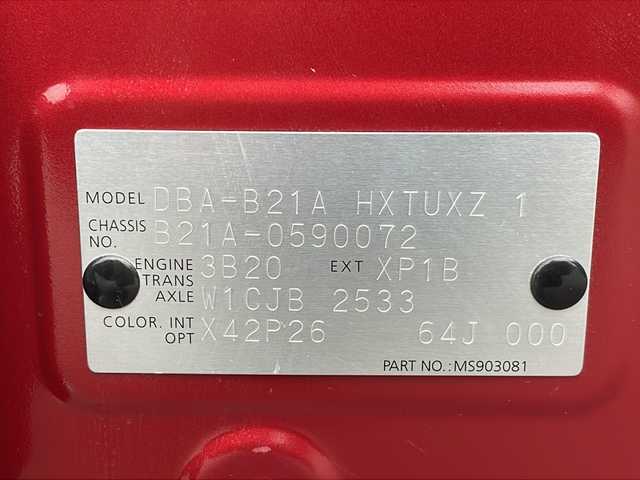 MODEL DBA-B21A HXTUXZ 1
CHASSIS NO. B21A-0590072
ENGINE 3B20 EXT XP1B
TRANS AXLE W1CJB 2533
COLOR. INT OPT X42P26 64J 000
PART NO.:MS903081